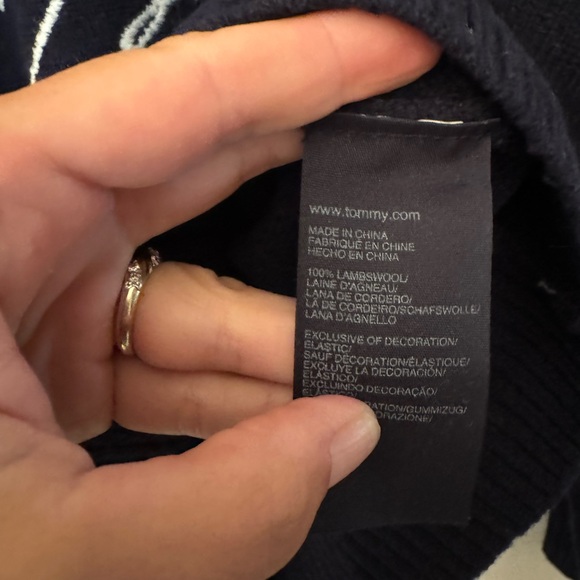 www.tommy.com
MADE IN CHINA
FABRIQUÉ EN CHINE
HECHO EN CHINA
100% LAMBSWOOL/
LAINE D'AGNEAU/
LANA DE CORDERO/
LÃ DE CORDEIRO/SCHAFSWOLLE/
LANA D'AGNELLO
EXCLUSIVE OF DECORATION/
ELASTIC/
SAUF DÉCORATION/ÉLASTIQUE/
EXCLUYE LA DECORACIÓN/
ELÁSTICO/
EXCLUINDO DECORAÇÃO/